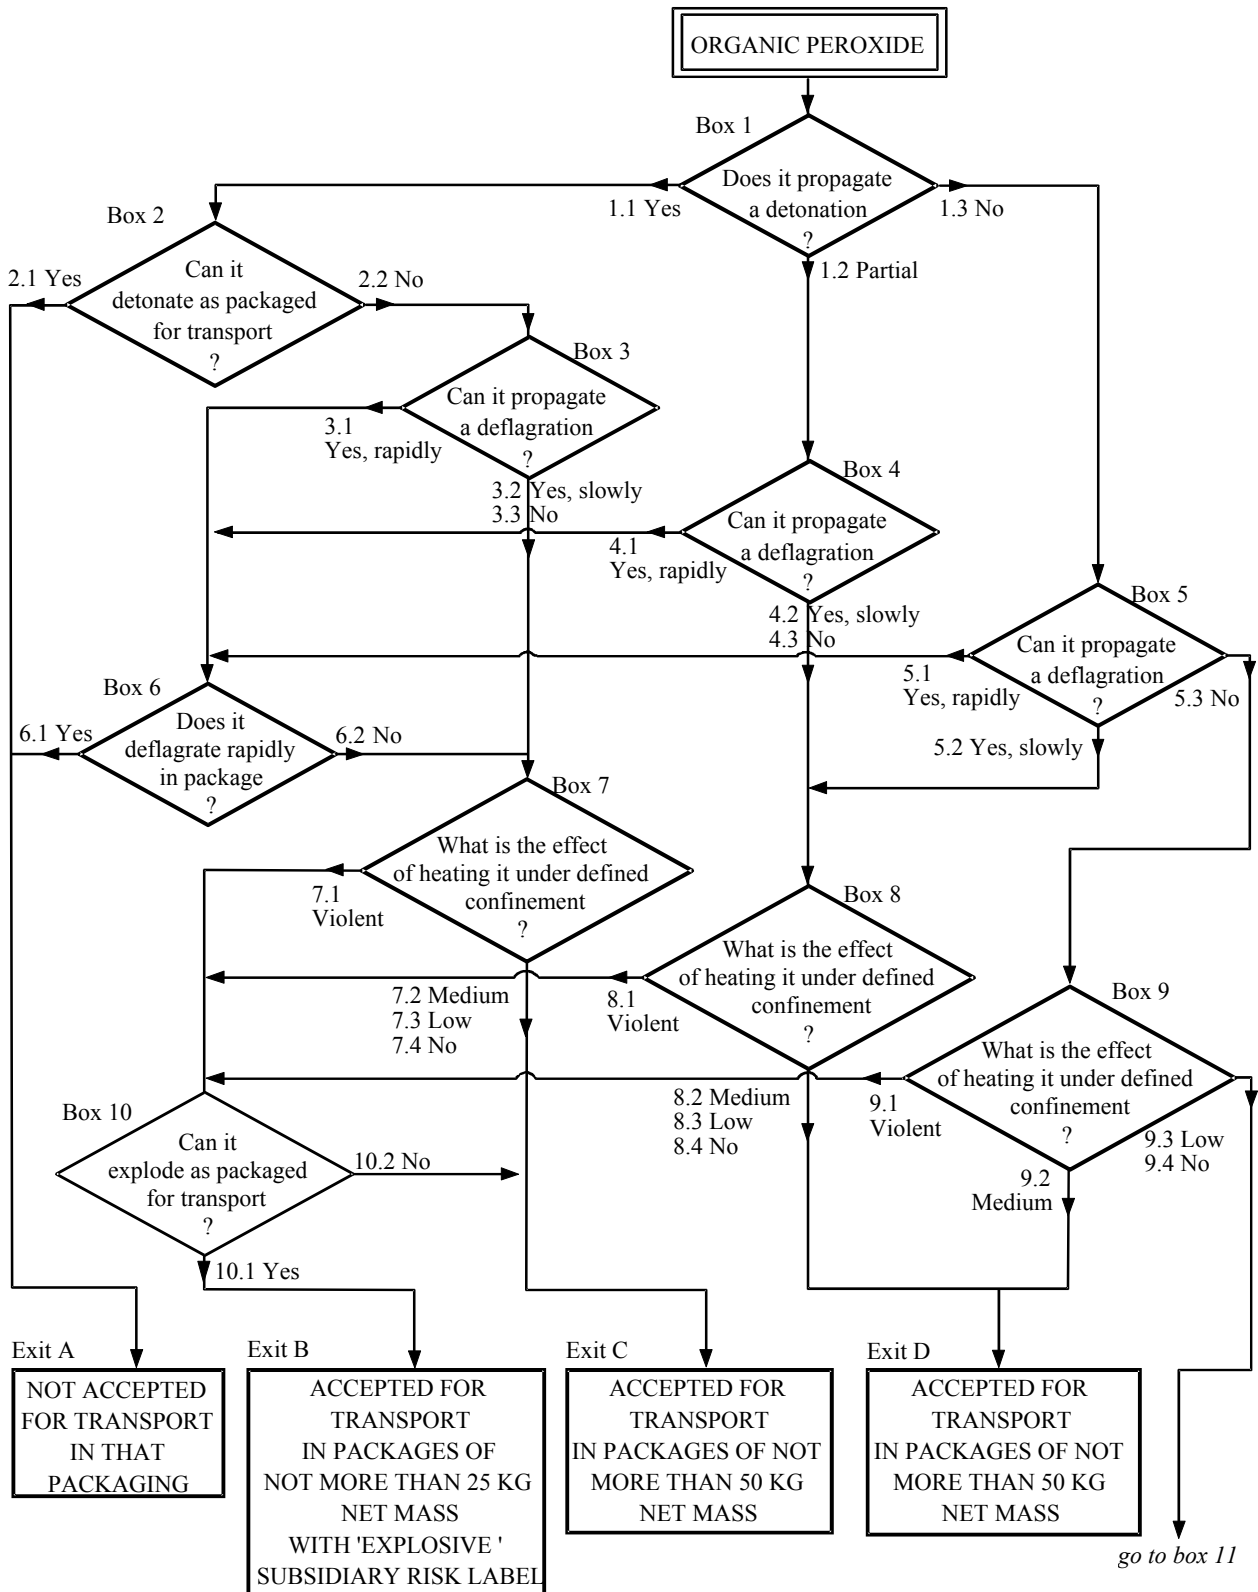 ORGANIC PEROXIDE
Box 1
Does it propagate
a detonation
?
1.1 Yes
1.3 No
1.2 Partial
Box 2
Can it
detonate as packaged
for transport
?
2.1 Yes
2.2 No
Box 3
Can it propagate
a deflagration
?
3.1
Yes, rapidly
3.2 Yes, slowly
3.3 No
Box 4
Can it propagate
a deflagration
?
4.1
Yes, rapidly
4.2 Yes, slowly
4.3 No
Box 5
Can it propagate
a deflagration
?
5.1
Yes, rapidly
5.3 No
5.2 Yes, slowly
Box 6
Does it
deflagrate rapidly
in package
?
6.1 Yes
6.2 No
Box 7
What is the effect
of heating it under defined
confinement
?
7.1
Violent
7.2 Medium
7.3 Low
7.4 No
Box 8
What is the effect
of heating it under defined
confinement
?
8.1
Violent
8.2 Medium
8.3 Low
8.4 No
Box 9
What is the effect
of heating it under defined
confinement
?
9.1
Violent
9.3 Low
9.4 No
9.2
Medium
Box 10
Can it
explode as packaged
for transport
?
10.2 No
10.1 Yes
Exit A
NOT ACCEPTED
FOR TRANSPORT
IN THAT
PACKAGING
Exit B
ACCEPTED FOR
TRANSPORT
IN PACKAGES OF
NOT MORE THAN 25 KG
NET MASS
WITH 'EXPLOSIVE '
SUBSIDIARY RISK LABEL
Exit C
ACCEPTED FOR
TRANSPORT
IN PACKAGES OF NOT
MORE THAN 50 KG
NET MASS
Exit D
ACCEPTED FOR
TRANSPORT
IN PACKAGES OF NOT
MORE THAN 50 KG
NET MASS
go to box 11